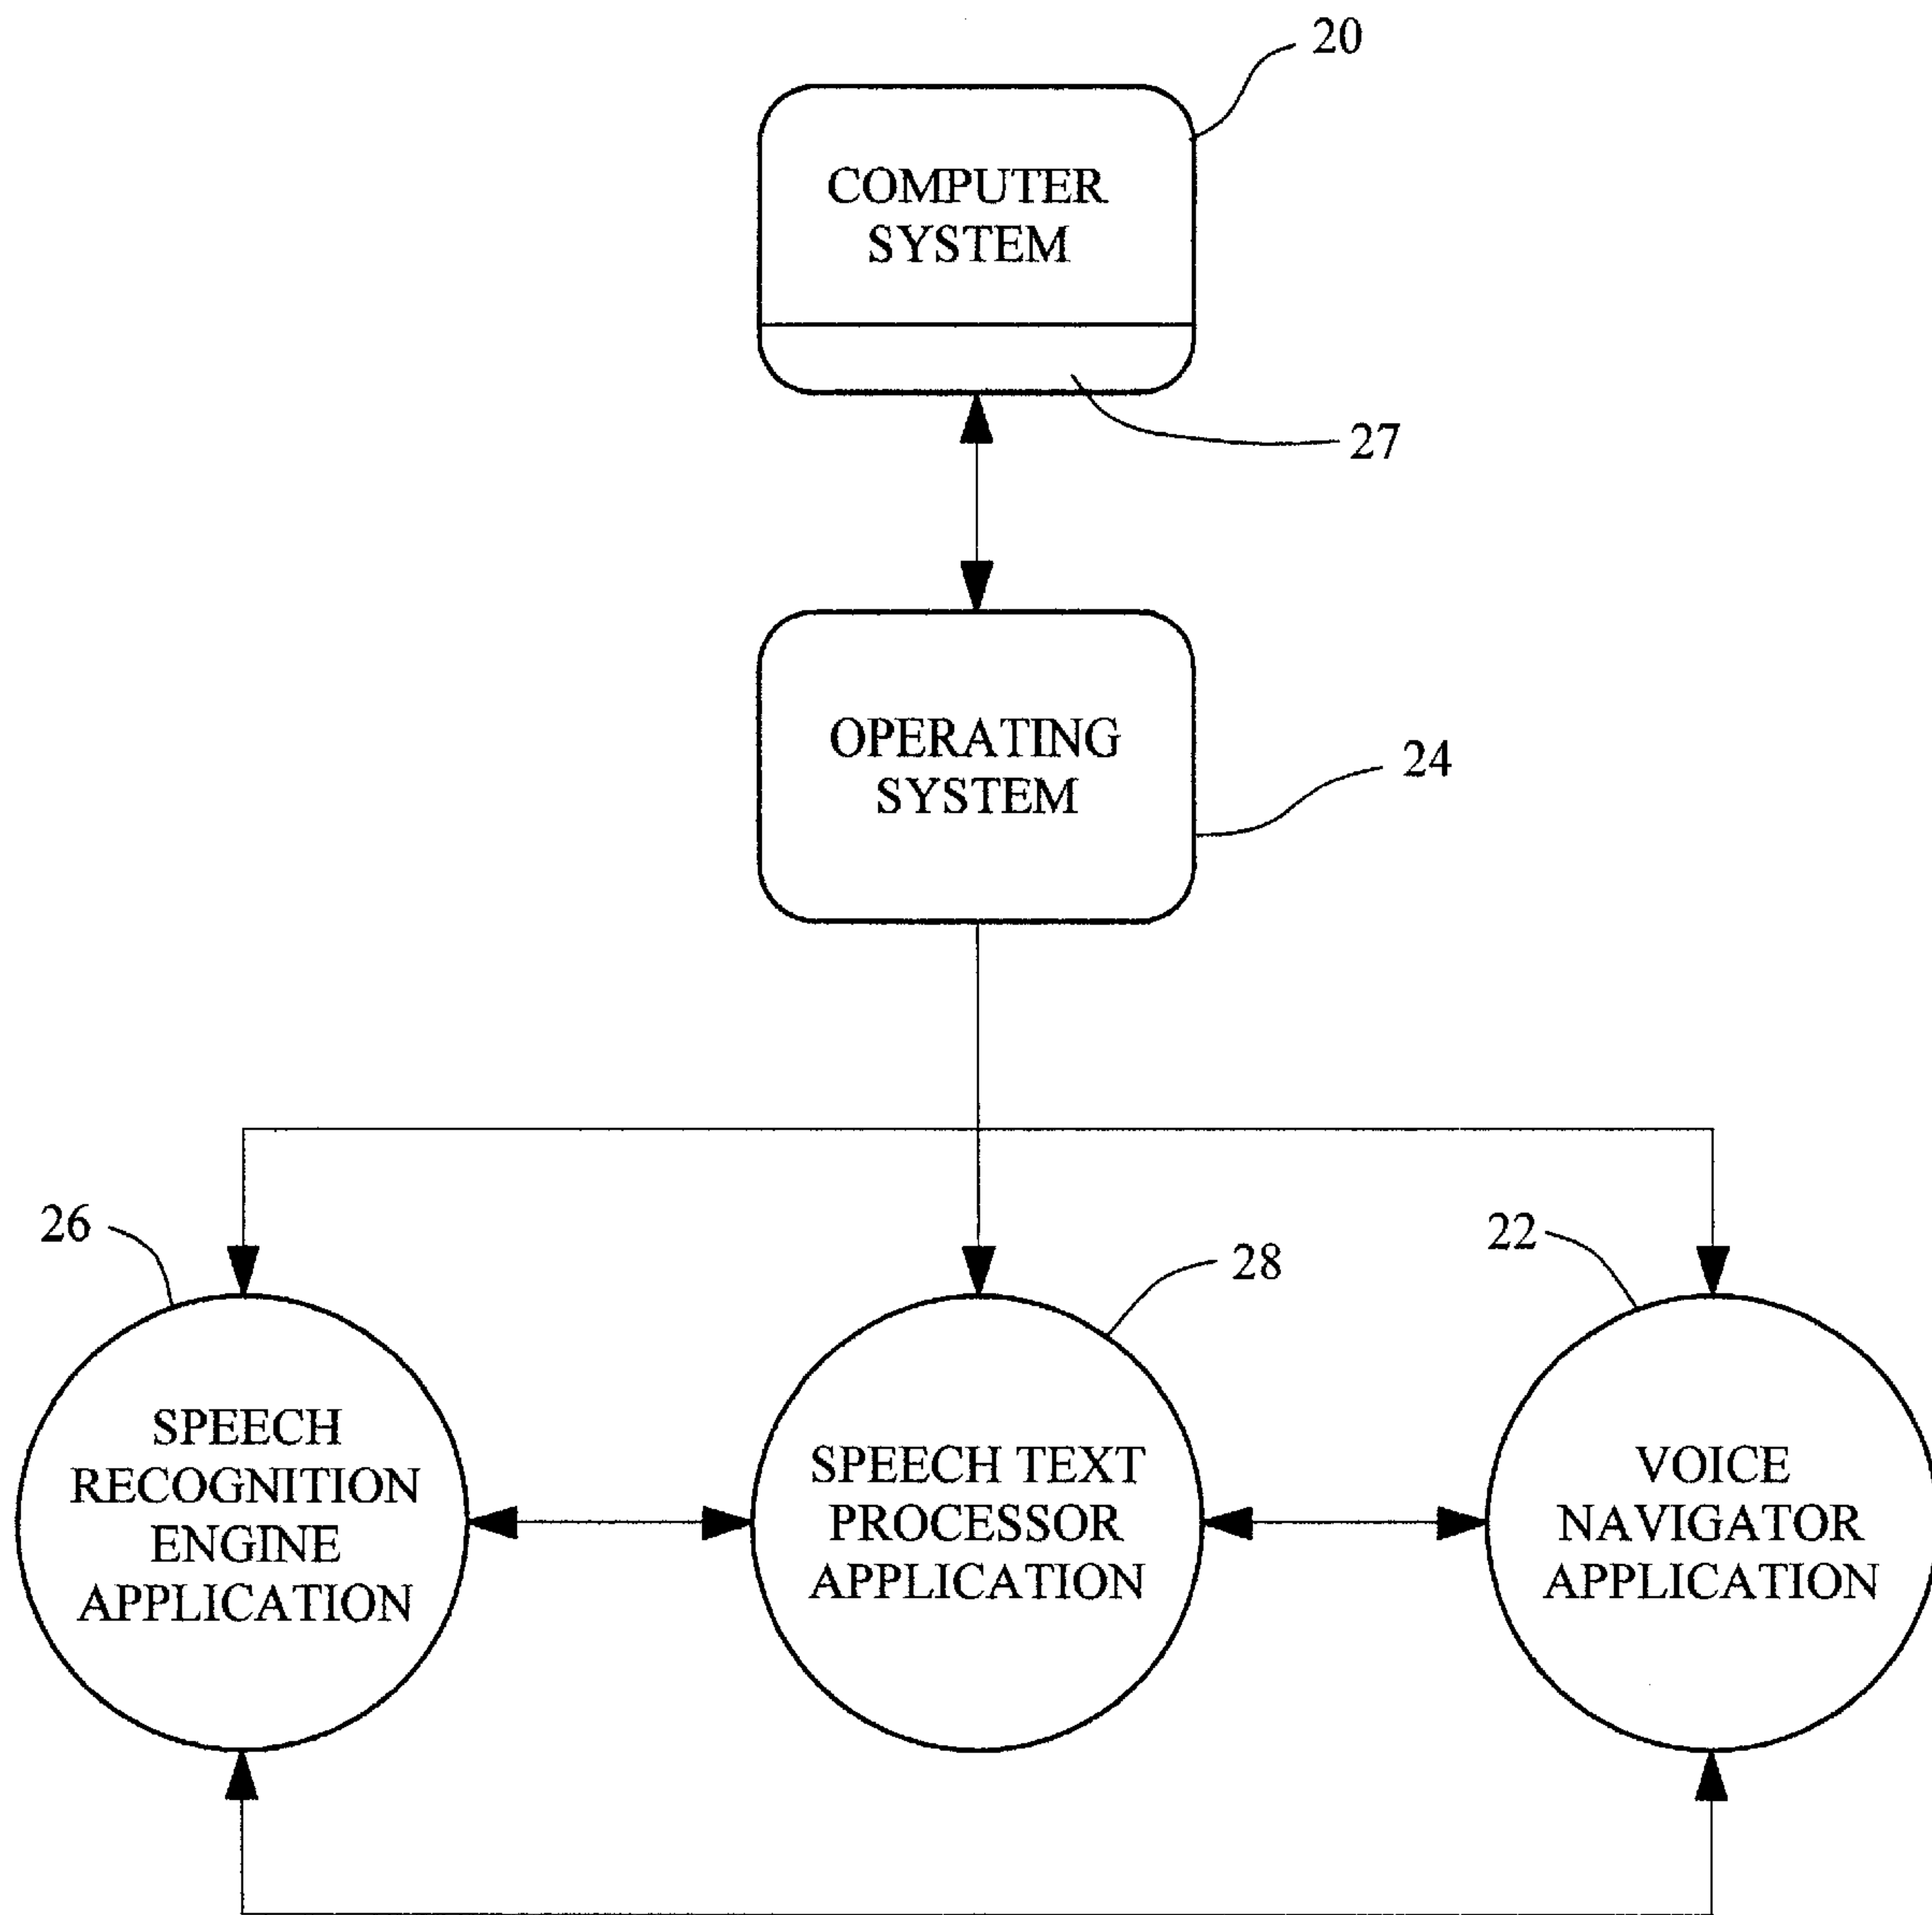 20
COMPUTER
SYSTEM
27
OPERATING
SYSTEM
24
26
28
22
SPEECH
RECOGNITION
ENGINE
APPLICATION
SPEECH TEXT
PROCESSOR
APPLICATION
VOICE
NAVIGATOR
APPLICATION